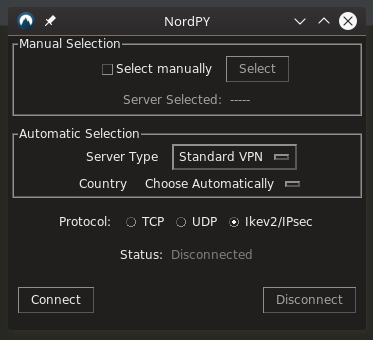 NordPY
Manual Selection
Select manually Select
Server Selected: -----
Automatic Selection
Server Type Standard VPN
Country Choose Automatically
Protocol: TCP UDP Ikev2/IPsec
Status: Disconnected
Connect Disconnect